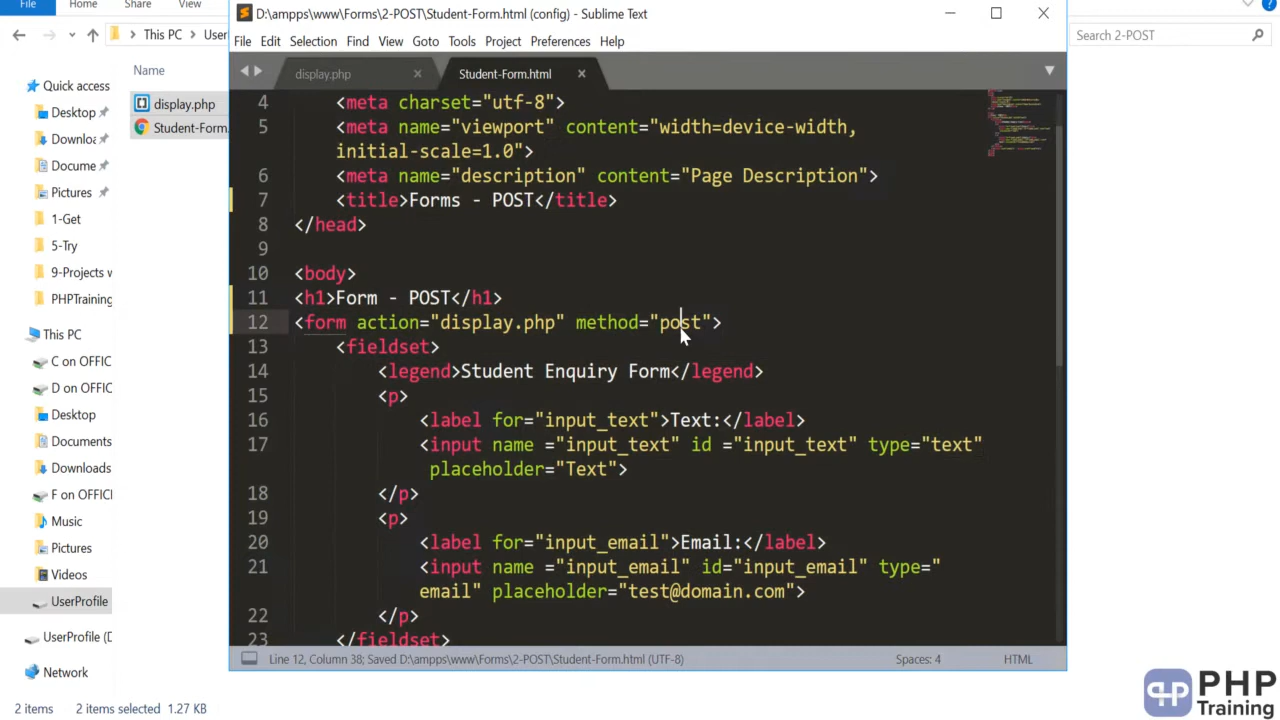 File
Home
Share
View
D:\ampps\www\Forms\2-POST\Student-Form.html (config) - Sublime Text
This PC
User
Search 2-POST
File Edit Selection Find View Goto Tools Project Preferences Help
Name
display.php
Student-Form.
Quick access
Desktop
Downloa
Docume
Pictures
1-Get
5-Try
9-Projects w
PHPTraining
This PC
C on OFFIC
D on OFFIC
Desktop
Documents
Downloads
F on OFFIC
Music
Pictures
Videos
UserProfile
UserProfile (D
Network
display.php
Student-Form.html
4 <meta charset="utf-8">
5 <meta name="viewport" content="width=device-width,
initial-scale=1.0">
6 <meta name="description" content="Page Description">
7 <title>Forms - POST</title>
8 </head>
9
10 <body>
11 <h1>Form - POST</h1>
12 <form action="display.php" method="post">
13 <fieldset>
14 <legend>Student Enquiry Form</legend>
15 <p>
16 <label for="input_text">Text:</label>
17 <input name ="input_text" id ="input_text" type="text"
placeholder="Text">
18 </p>
19 <p>
20 <label for="input_email">Email:</label>
21 <input name ="input_email" id="input_email" type="
email" placeholder="test@domain.com">
22 </p>
23 </fieldset>
Line 12, Column 38; Saved D:\ampps\www\Forms\2-POST\Student-Form.html (UTF-8)
Spaces: 4
HTML
2 items
2 items selected 1.27 KB
PHP
Training